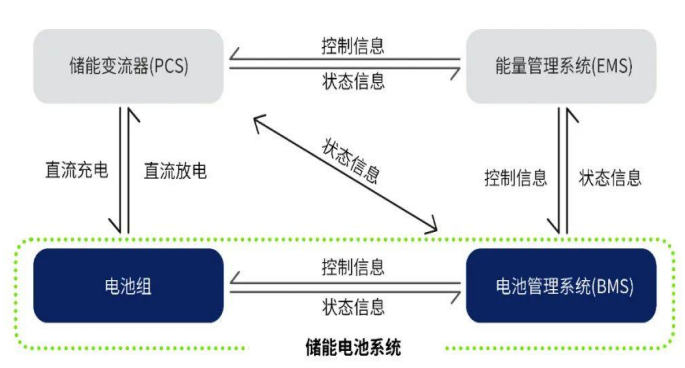 控制信息
储能变流器(PCS)
能量管理系统(EMS)
状态信息
直流充电
直流放电
状态信息
控制信息
状态信息
控制信息
电池组
电池管理系统(BMS)
状态信息
储能电池系统